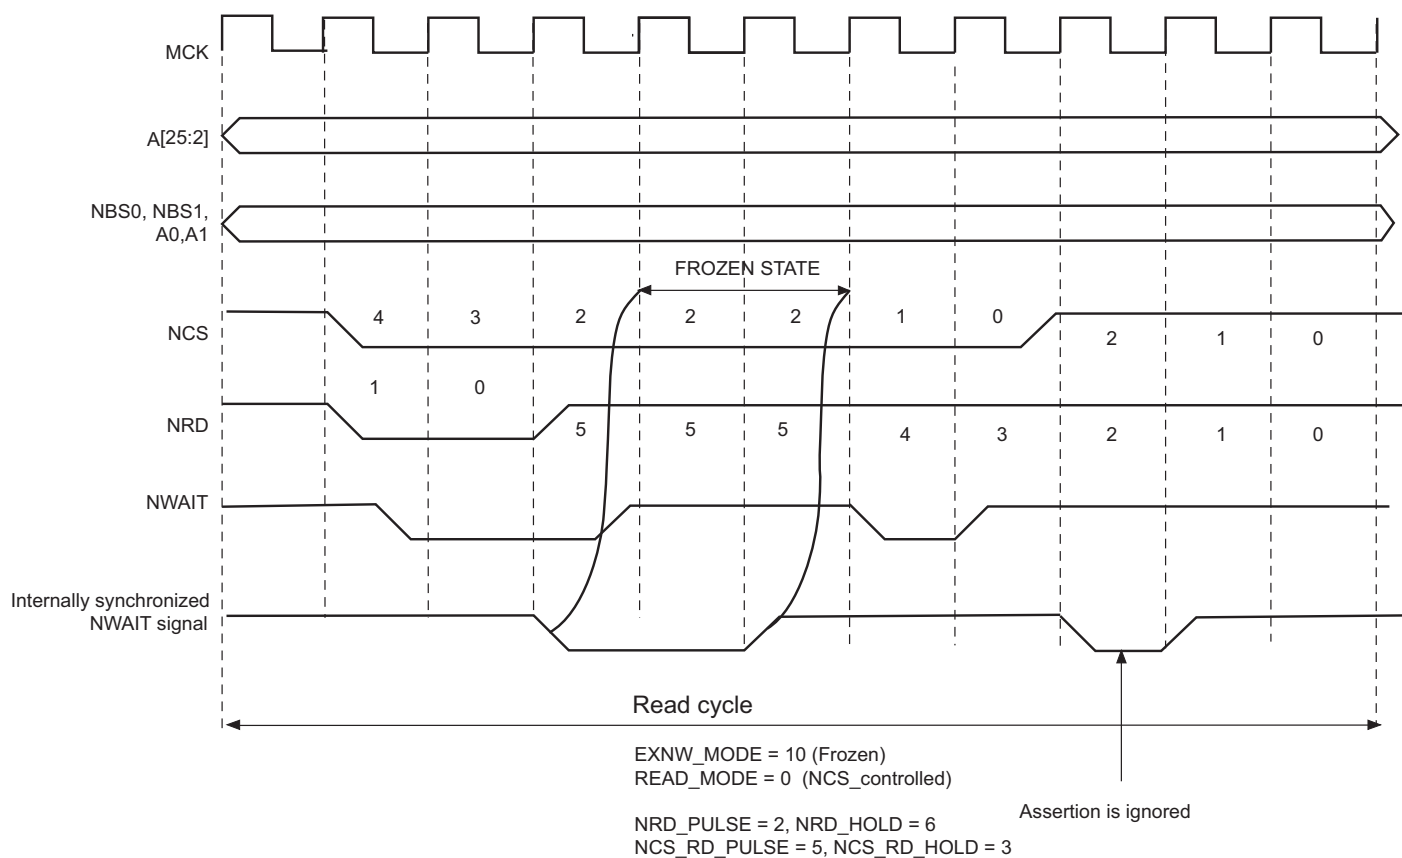 MCK
A[25:2]
NBS0, NBS1,
A0,A1
FROZEN STATE
NCS
4 3 2 2 2 1 0
2 1 0
1 0
NRD
5 5 5 4 3 2 1 0
NWAIT
Internally synchronized
NWAIT signal
Read cycle
EXNW_MODE = 10 (Frozen)
READ_MODE = 0 (NCS_controlled)
Assertion is ignored
NRD_PULSE = 2, NRD_HOLD = 6
NCS_RD_PULSE = 5, NCS_RD_HOLD = 3